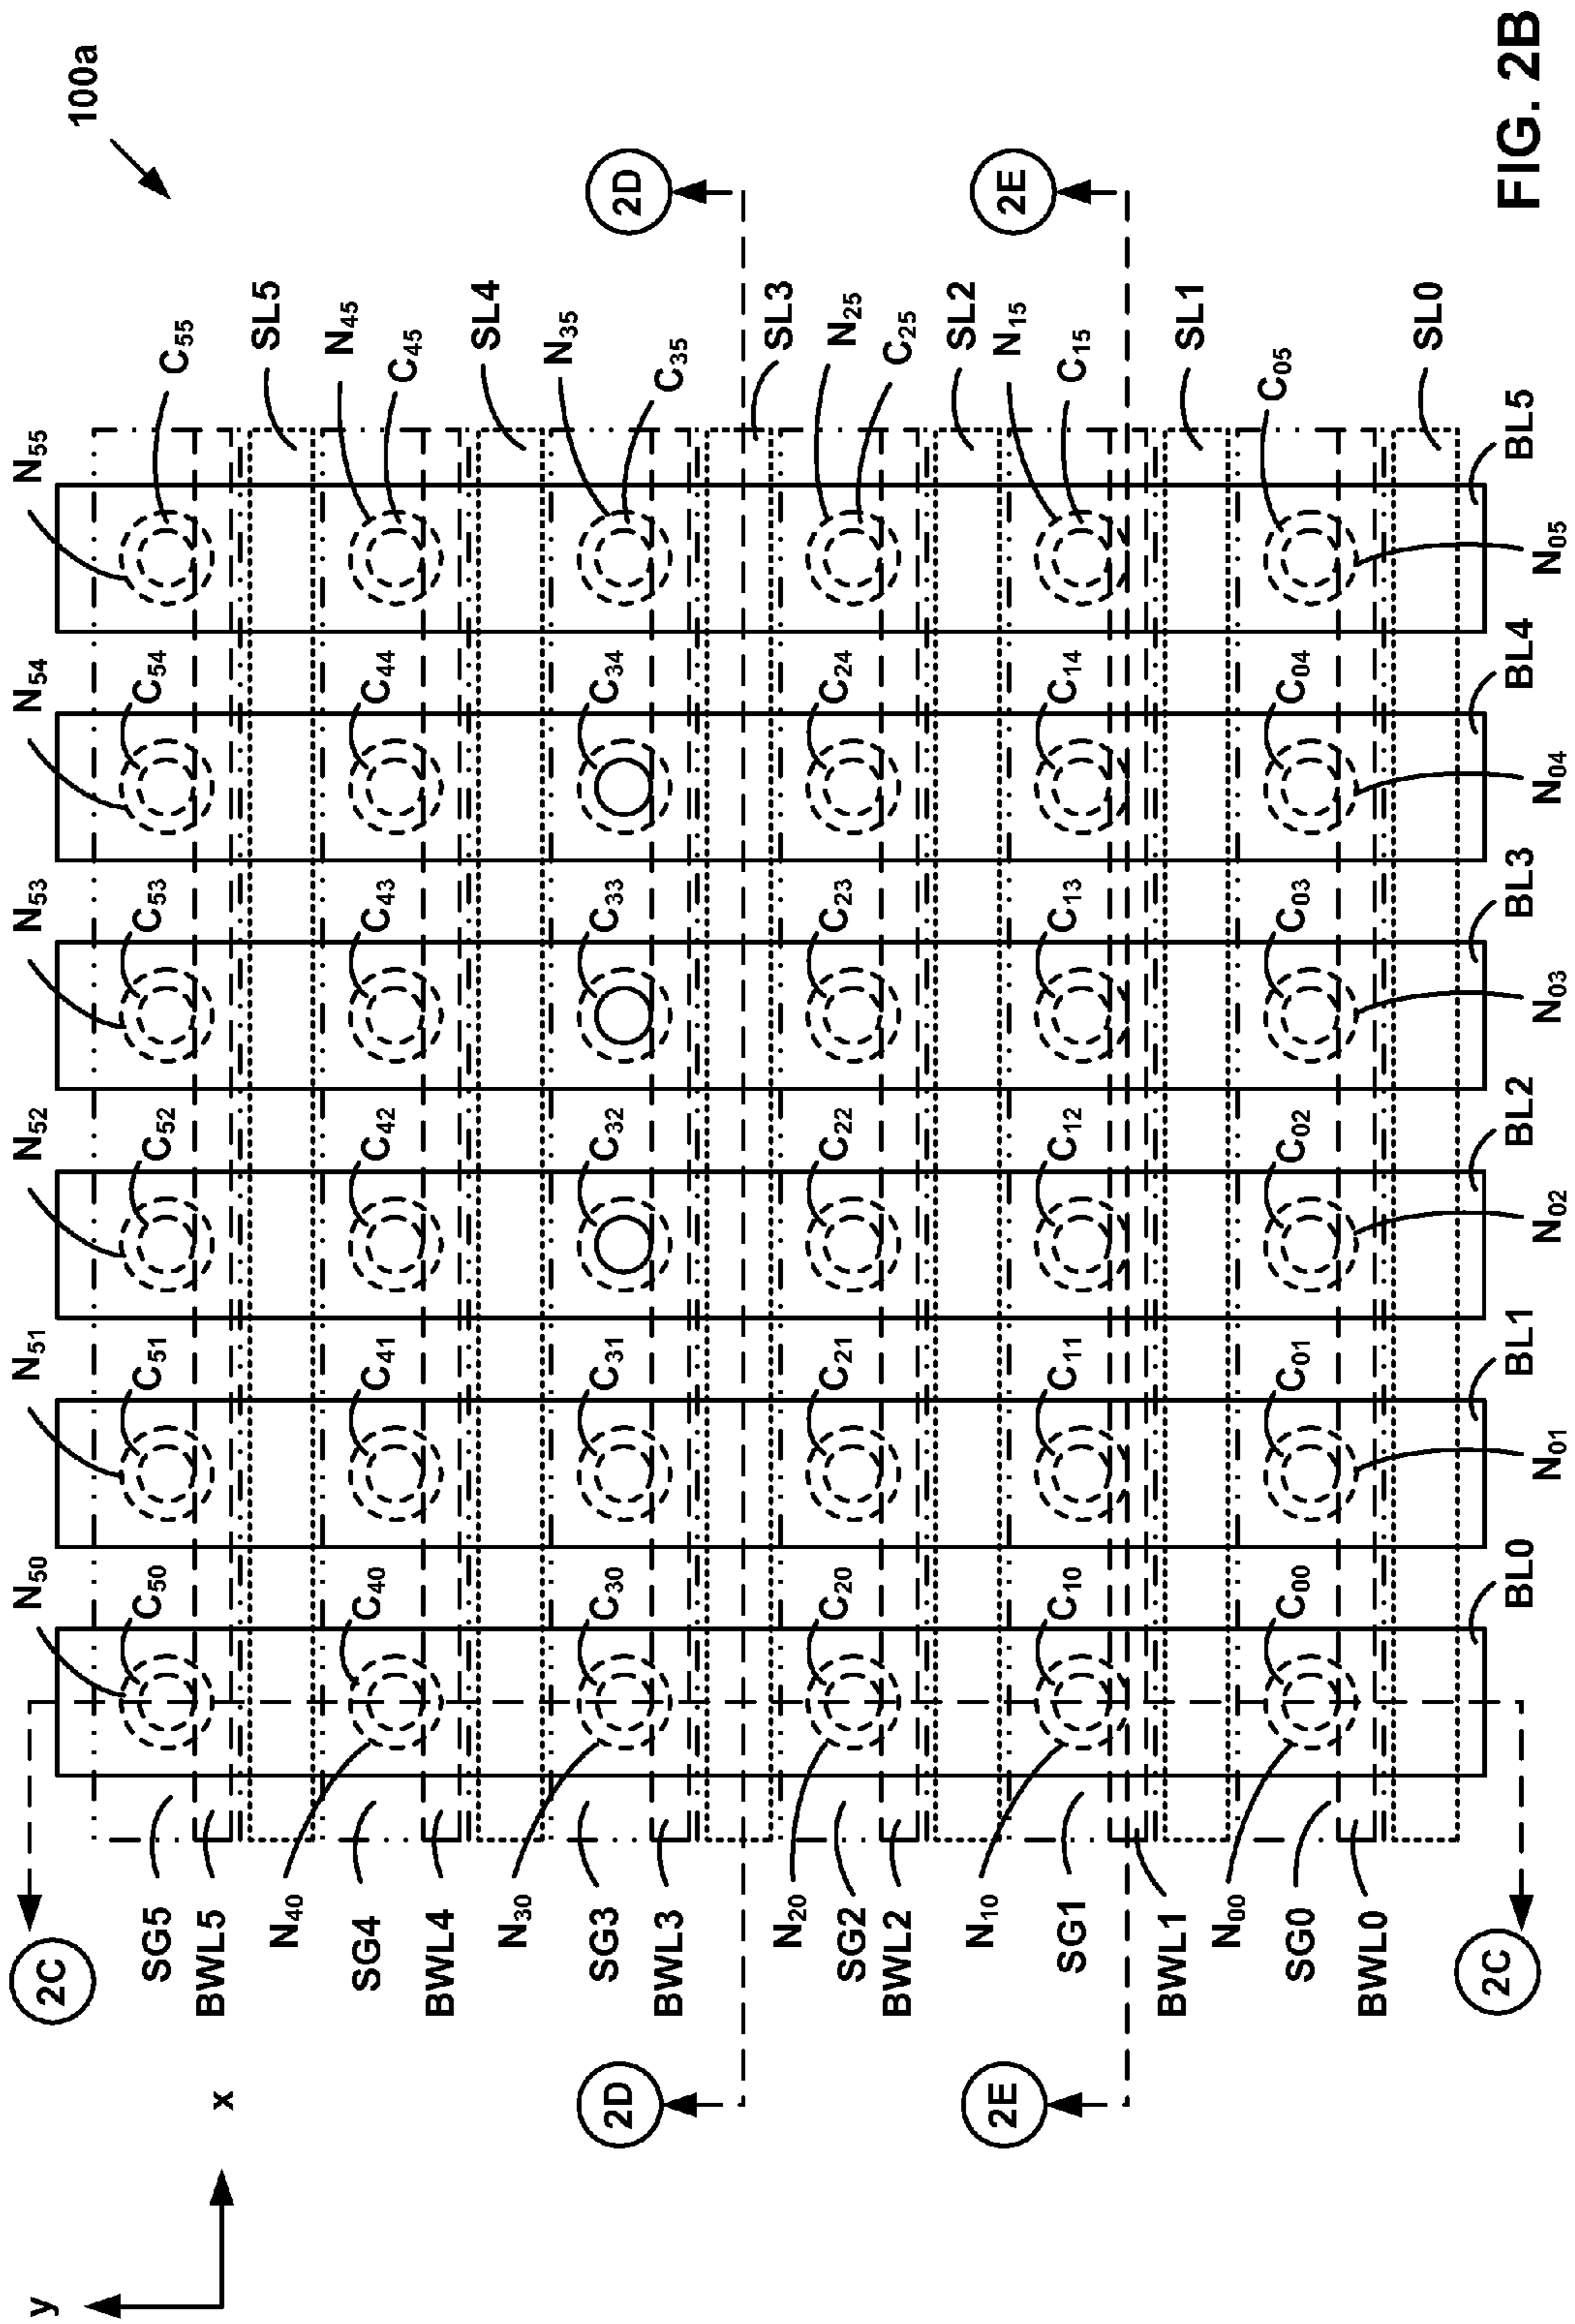 100a
y
2C
N50
N51
N52
N53
N54
N55
SG5
C50
C51
C52
C53
C54
C55
x
BWL5
SL5
N40
N45
SG4
C40
C41
C42
C43
C44
C45
BWL4
SL4
N30
N35
2D
SG3
C30
C31
C32
C33
C34
C35
2D
BWL3
SL3
N20
N25
SG2
C20
C21
C22
C23
C24
C25
BWL2
SL2
N10
N15
2E
2E
SG1
C10
C11
C12
C13
C14
C15
BWL1
SL1
N00
SG0
C00
C01
C02
C03
C04
C05
BWL0
SL0
2C
BL0
BL1
BL2
BL3
BL4
BL5
N01
N02
N03
N04
N05
FIG. 2B